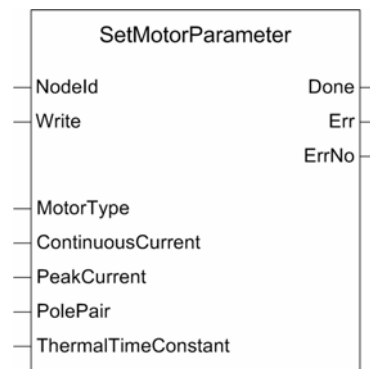 SetMotorParameter
NodeId Done
Write Err
ErrNo
MotorType
ContinuousCurrent
PeakCurrent
PolePair
ThermalTimeConstant